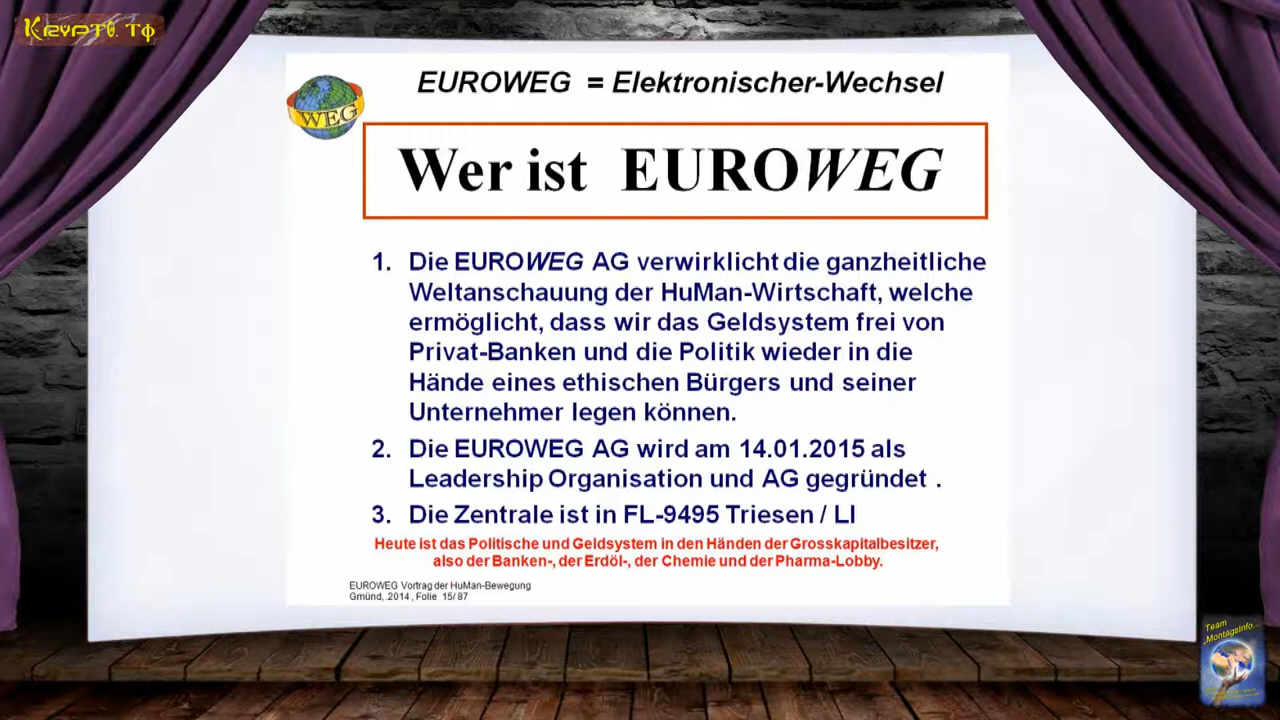 Krypto.To
EUROWEG = Elektronischer-Wechsel
WEG
Wer ist EUROWEG
1. Die EUROWEG AG verwirklicht die ganzheitliche
Weltanschauung der HuMan-Wirtschaft, welche
ermöglicht, dass wir das Geldsystem frei von
Privat-Banken und die Politik wieder in die
Hände eines ethischen Bürgers und seiner
Unternehmer legen können.
2. Die EUROWEG AG wird am 14.01.2015 als
Leadership Organisation und AG gegründet .
3. Die Zentrale ist in FL-9495 Triesen / LI
Heute ist das Politische und Geldsystem in den Händen der Grosskapitalbesitzer,
also der Banken-, der Erdöl-, der Chemie und der Pharma-Lobby.
EUROWEG Vortrag der HuMan-Bewegung
Gmünd, .2014 , Folie 15/ 87
Team
„MontagsInfo...